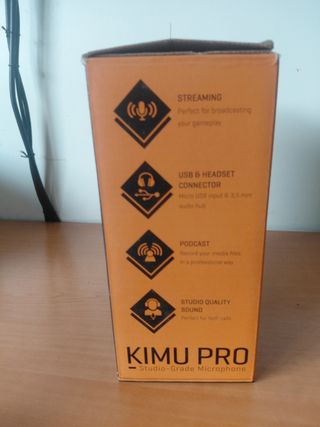 STREAMING
Perfect for broadcasting
your gameplay
USB & HEADSET
CONNECTOR
Micro USB input & 3,5 mm
audio hub
PODCAST
Record your media files
in a professional way
STUDIO QUALITY
SOUND
Perfect for both calls
KIMU PRO
Studio-Grade Microphone